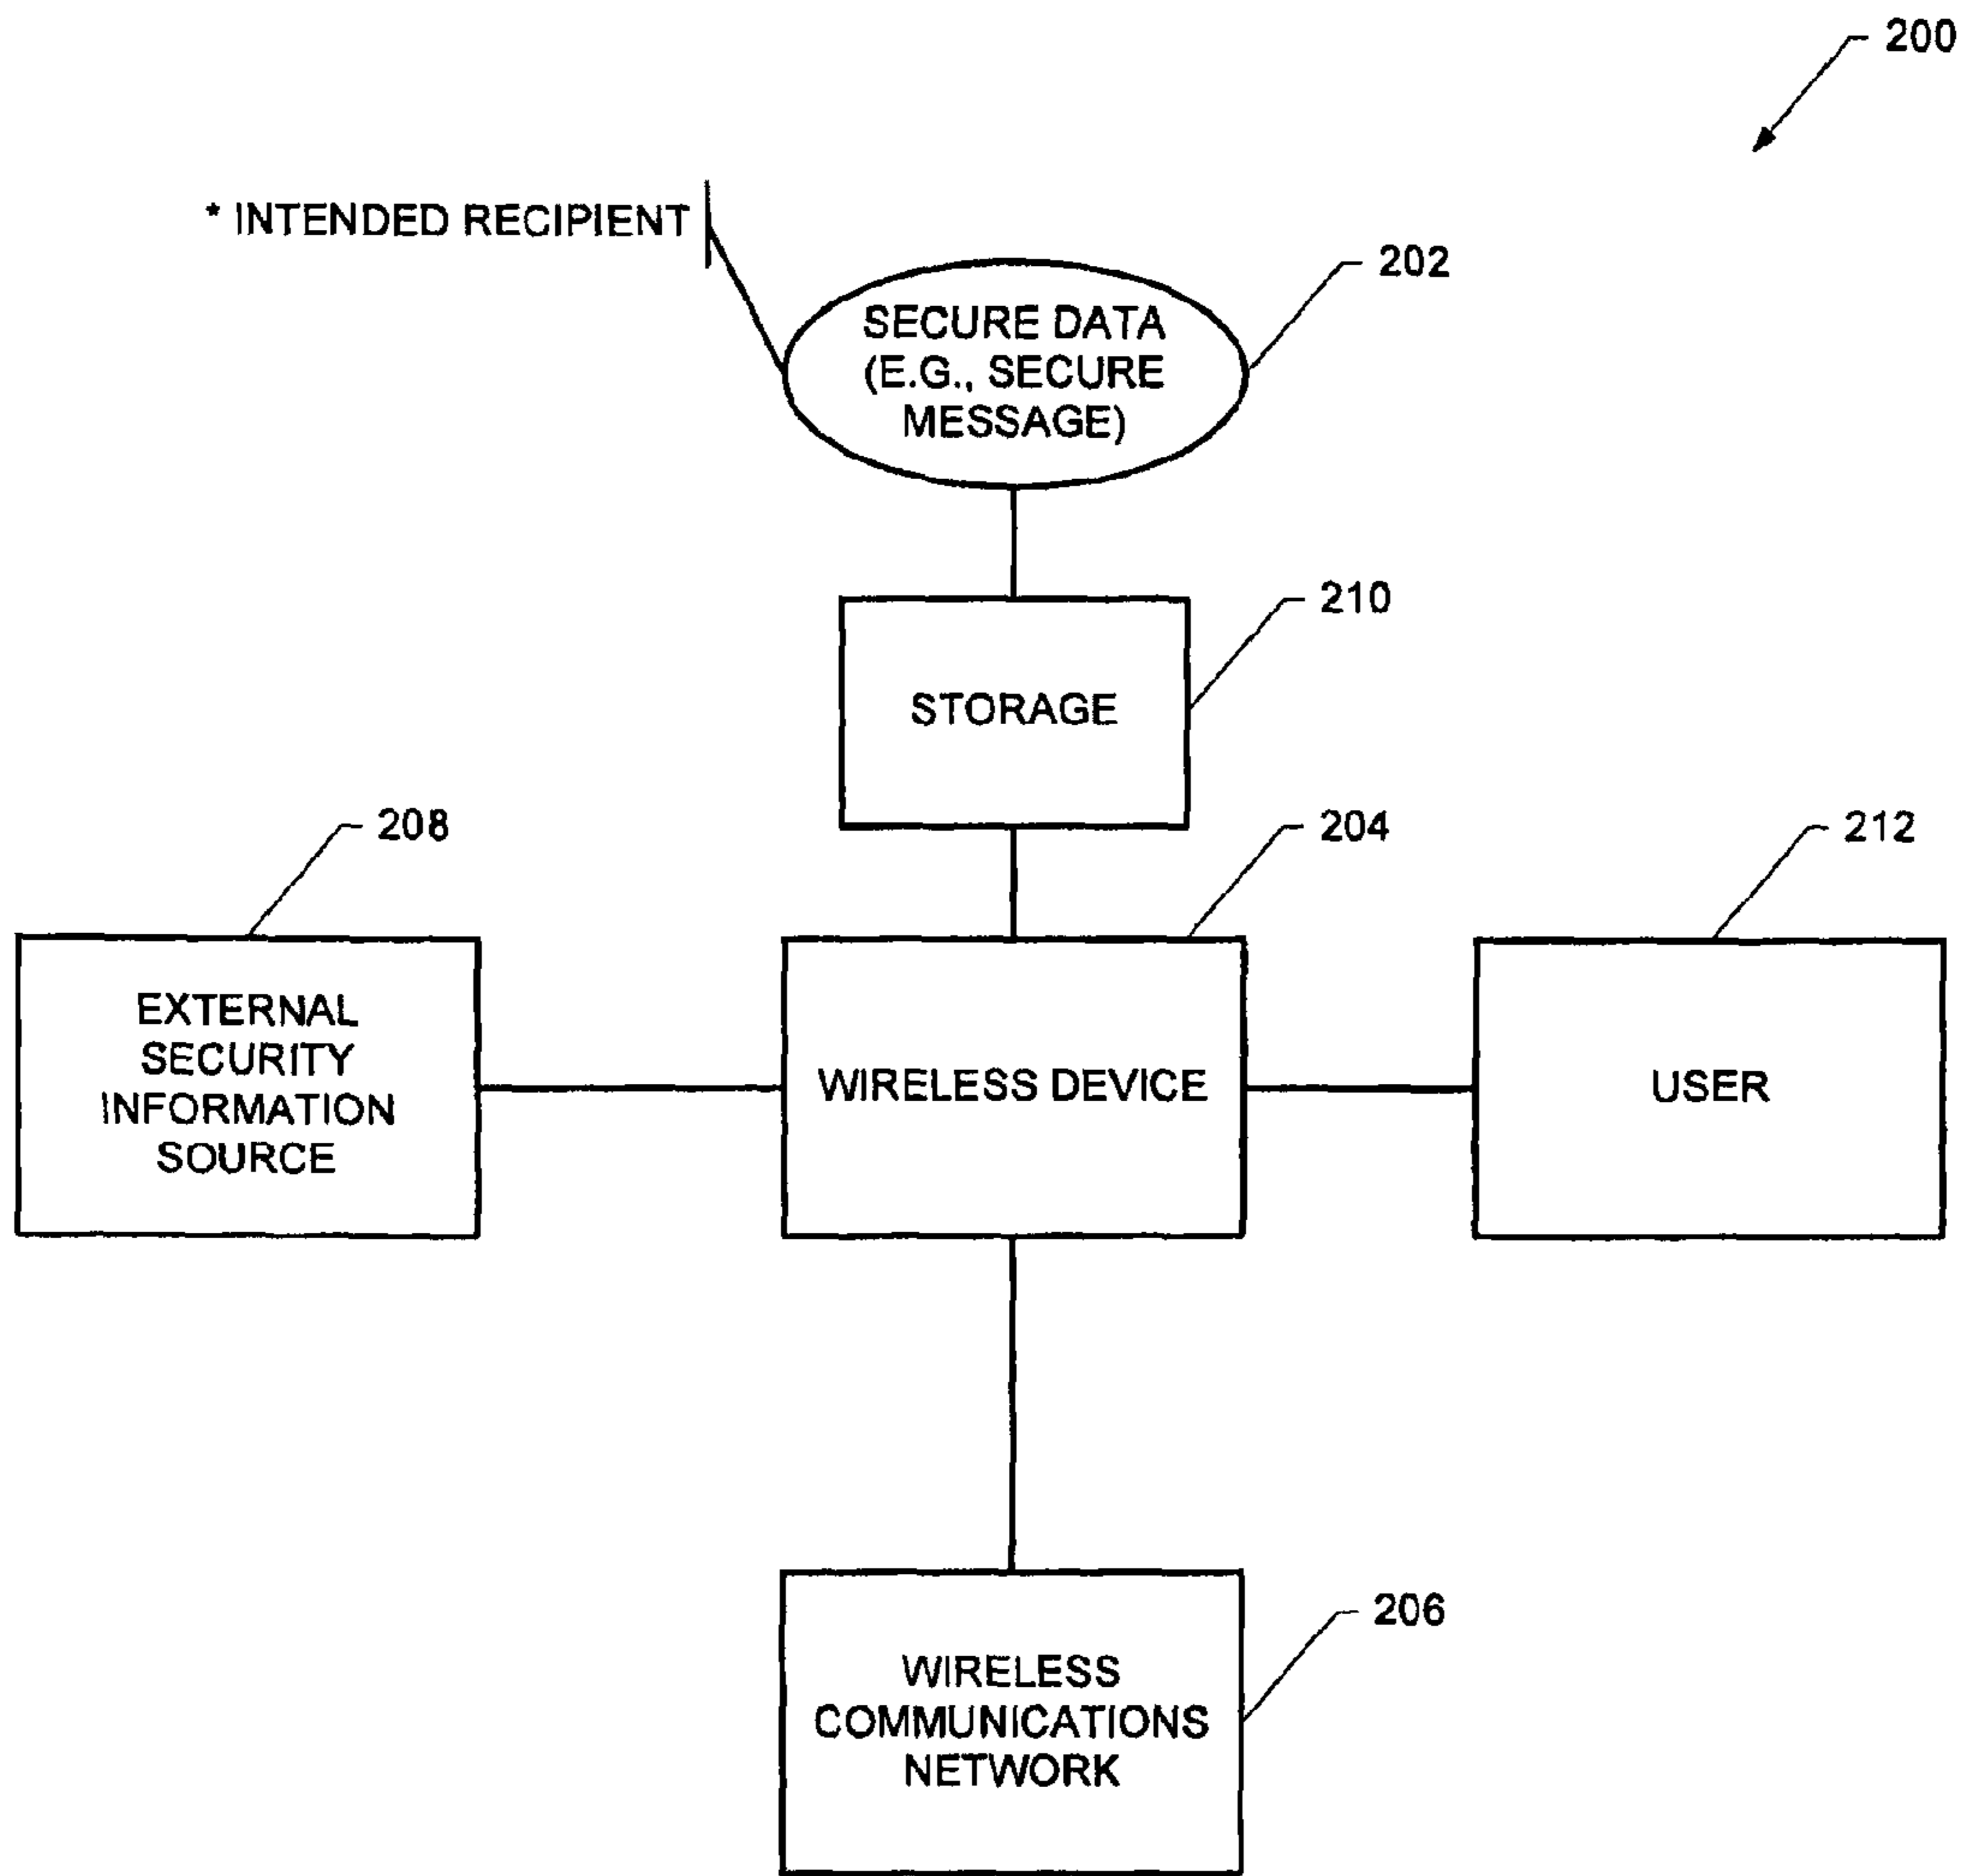 200
* INTENDED RECIPIENT
202
SECURE DATA
(E.G., SECURE
MESSAGE)
210
STORAGE
208
204
212
EXTERNAL
SECURITY
INFORMATION
SOURCE
WIRELESS DEVICE
USER
206
WIRELESS
COMMUNICATIONS
NETWORK